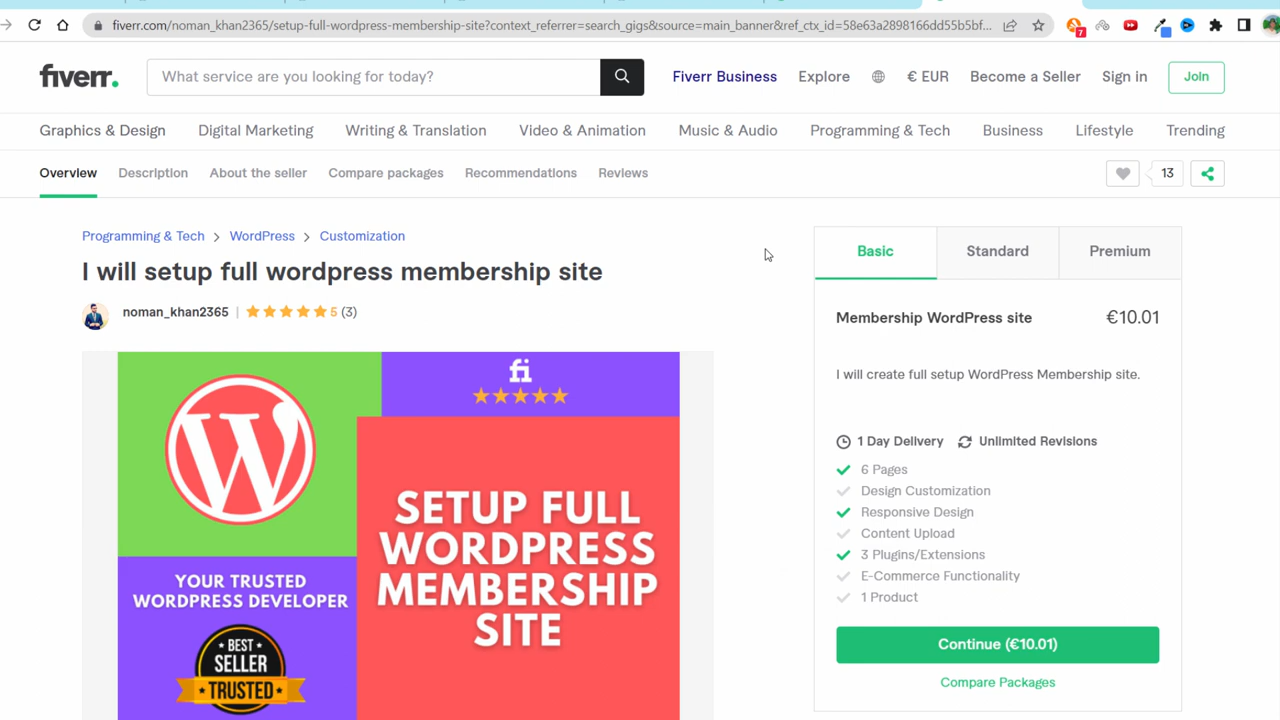 fiverr.com/noman_khan2365/setup-full-wordpress-membership-site?context_referrer=search_gigs&source=main_banner&ref_ctx_id=58e63a2898166dd55b5bf...
7
fiverr.
What service are you looking for today?
Fiverr Business
Explore
€ EUR
Become a Seller
Sign in
Join
Graphics & Design
Digital Marketing
Writing & Translation
Video & Animation
Music & Audio
Programming & Tech
Business
Lifestyle
Trending
Overview
Description
About the seller
Compare packages
Recommendations
Reviews
13
Programming & Tech > WordPress > Customization
I will setup full wordpress membership site
noman_khan2365 | 5 (3)
W
YOUR TRUSTED
WORDPRESS DEVELOPER
BEST
SELLER
TRUSTED
fi
SETUP FULL
WORDPRESS
MEMBERSHIP
SITE
Basic
Standard
Premium
Membership WordPress site
€10.01
I will create full setup WordPress Membership site.
1 Day Delivery
Unlimited Revisions
6 Pages
Design Customization
Responsive Design
Content Upload
3 Plugins/Extensions
E-Commerce Functionality
1 Product
Continue (€10.01)
Compare Packages